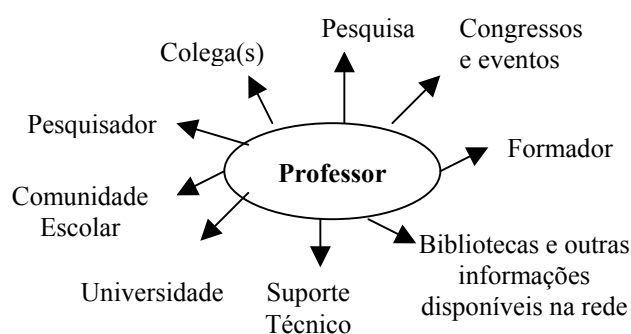 Pesquisa
Congressos
e eventos
Colega(s)
Pesquisador
Formador
Professor
Comunidade
Escolar
Bibliotecas e outras
informações
disponíveis na rede
Universidade
Suporte
Técnico